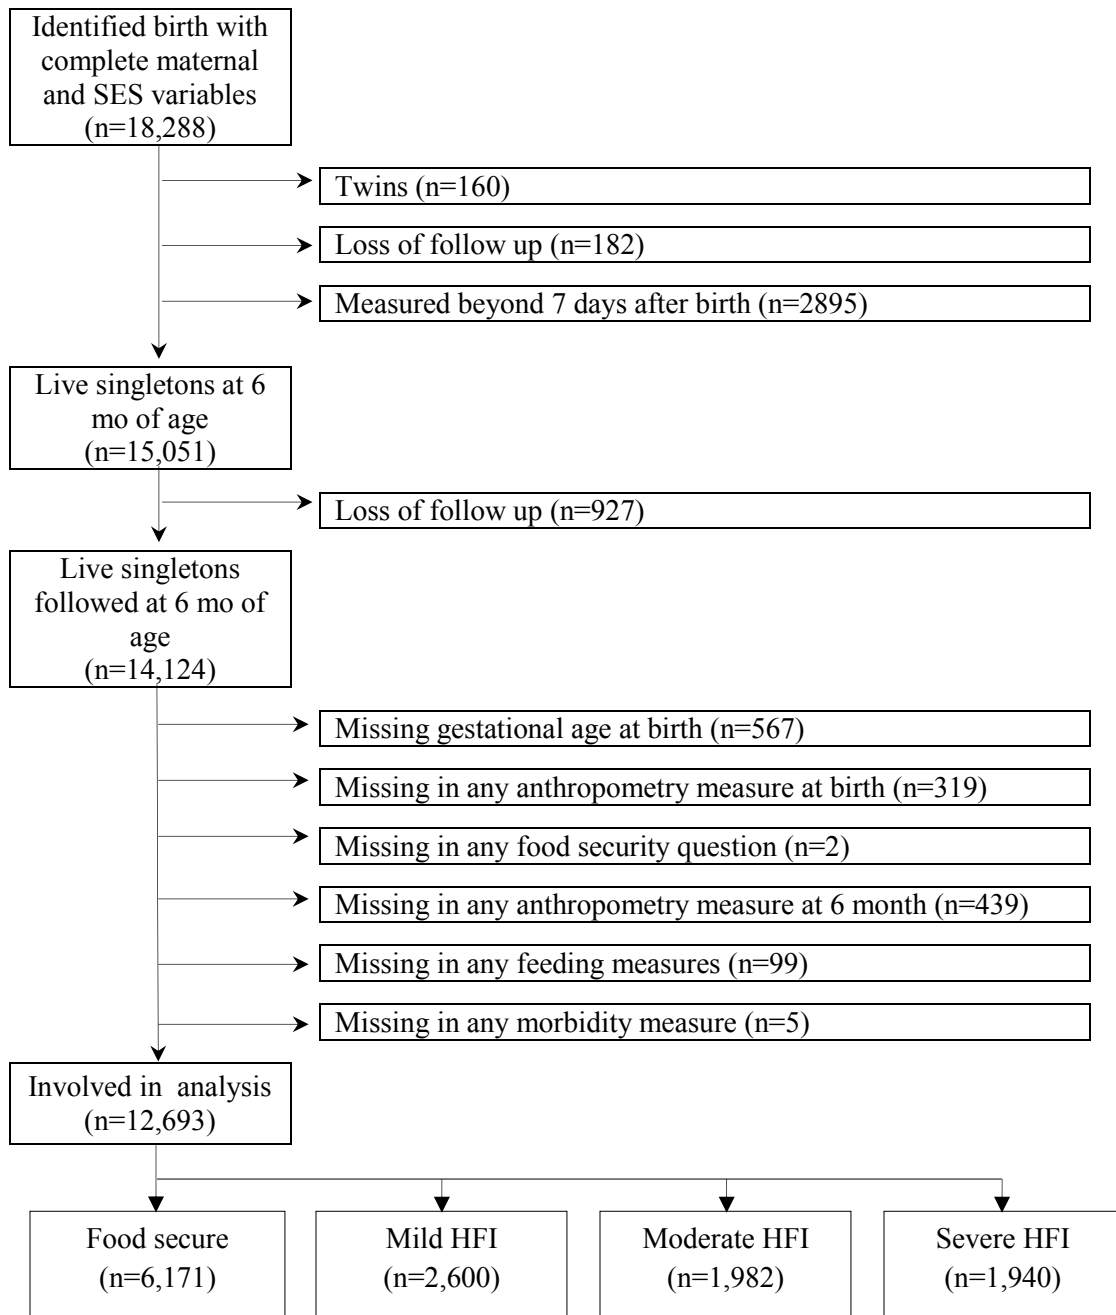 Identified birth with
complete maternal
and SES variables
(n=18,288)
Twins (n=160)
Loss of follow up (n=182)
Measured beyond 7 days after birth (n=2895)
Live singletons at 6
mo of age
(n=15,051)
Loss of follow up (n=927)
Live singletons
followed at 6 mo of
age
(n=14,124)
Missing gestational age at birth (n=567)
Missing in any anthropometry measure at birth (n=319)
Missing in any food security question (n=2)
Missing in any anthropometry measure at 6 month (n=439)
Missing in any feeding measures (n=99)
Missing in any morbidity measure (n=5)
Involved in  analysis
(n=12,693)
Food secure
(n=6,171)
Mild HFI
(n=2,600)
Moderate HFI
(n=1,982)
Severe HFI
(n=1,940)